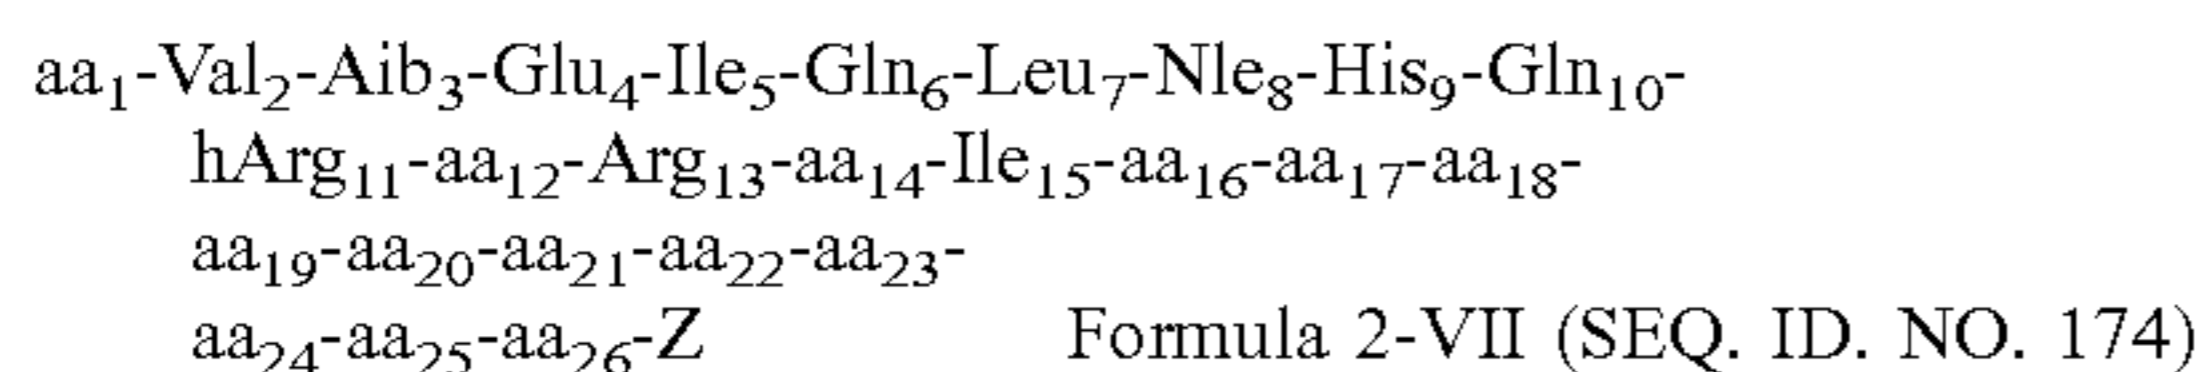 aa₁-Val₂-Aib₃-Glu₄-Ile₅-Gln₆-Leu₇-Nle₈-His₉-Gln₁₀-
hArg₁₁-aa₁₂-Arg₁₃-aa₁₄-Ile₁₅-aa₁₆-aa₁₇-aa₁₈-
aa₁₉-aa₂₀-aa₂₁-aa₂₂-aa₂₃-
aa₂₄-aa₂₅-aa₂₆-Z Formula 2-VII (SEQ. ID. NO. 174)